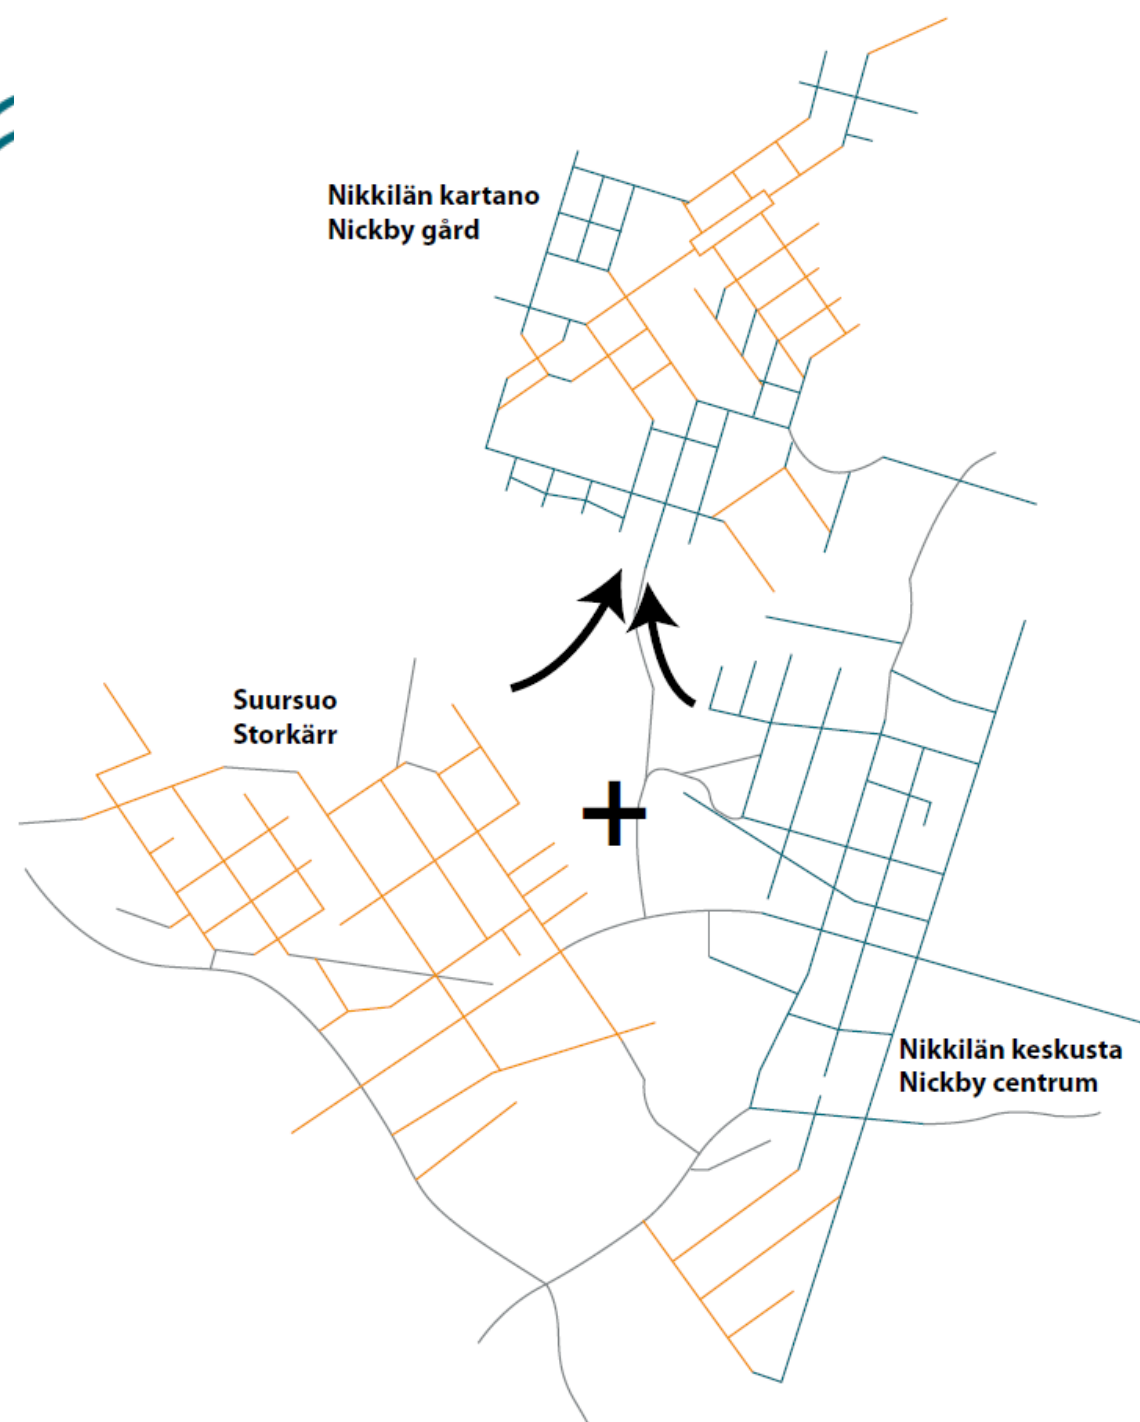 Nikkilän kartano
Nickby gård
Suursuo
Storkärr
Nikkilän keskusta
Nickby centrum